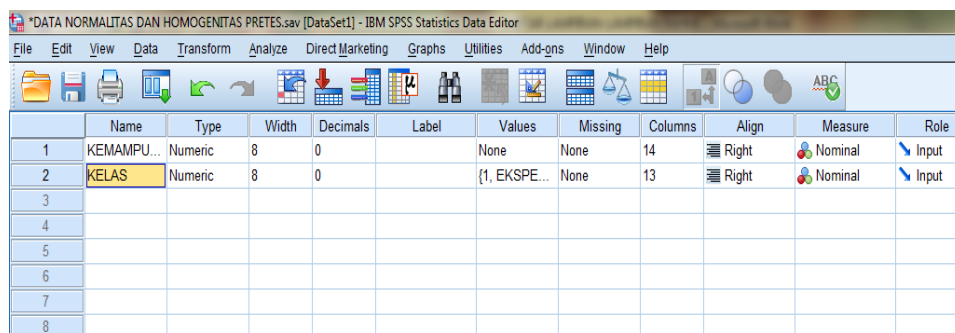 *DATA NORMALITAS DAN HOMOGENITAS PRETES.sav [DataSet1] - IBM SPSS Statistics Data Editor
File Edit View Data Transform Analyze Direct Marketing Graphs Utilities Add-ons Window Help
Name Type Width Decimals Label Values Missing Columns Align Measure Role
1 KEMAMPU... Numeric 8 0 None None 14 Right Nominal Input
2 KELAS Numeric 8 0 {1, EKSPE... None 13 Right Nominal Input
3
4
5
6
7
8